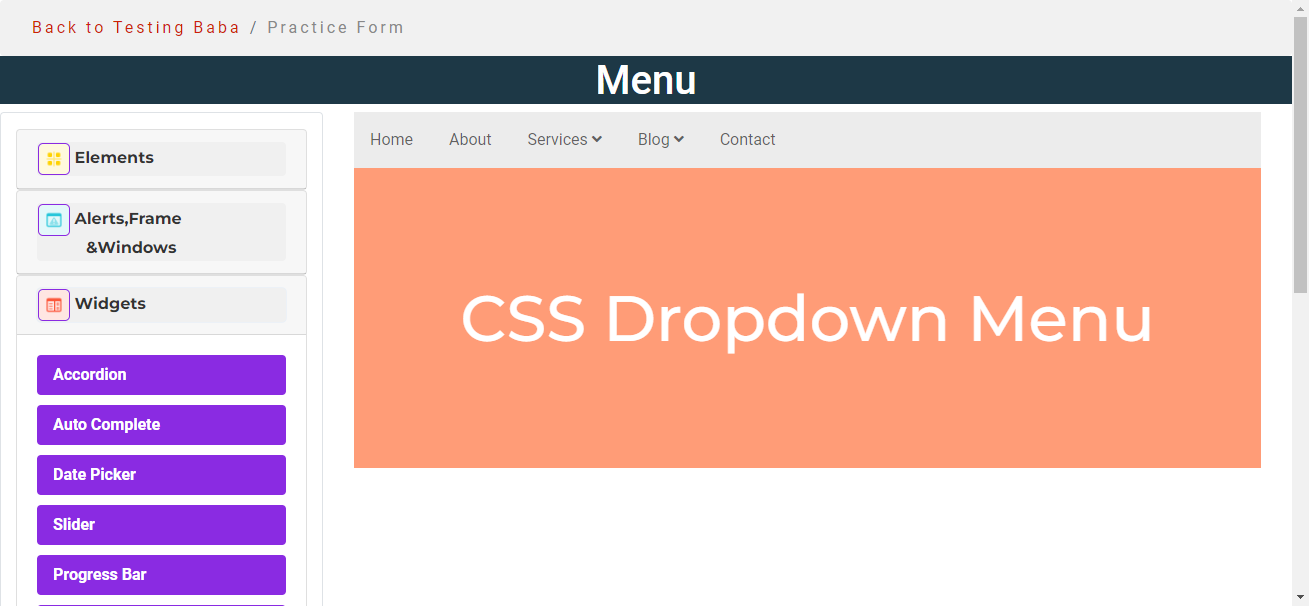 Back to Testing Baba / Practice Form
Menu
Elements
Alerts,Frame
&Windows
Widgets
Accordion
Auto Complete
Date Picker
Slider
Progress Bar
Home About Services Blog Contact
CSS Dropdown Menu